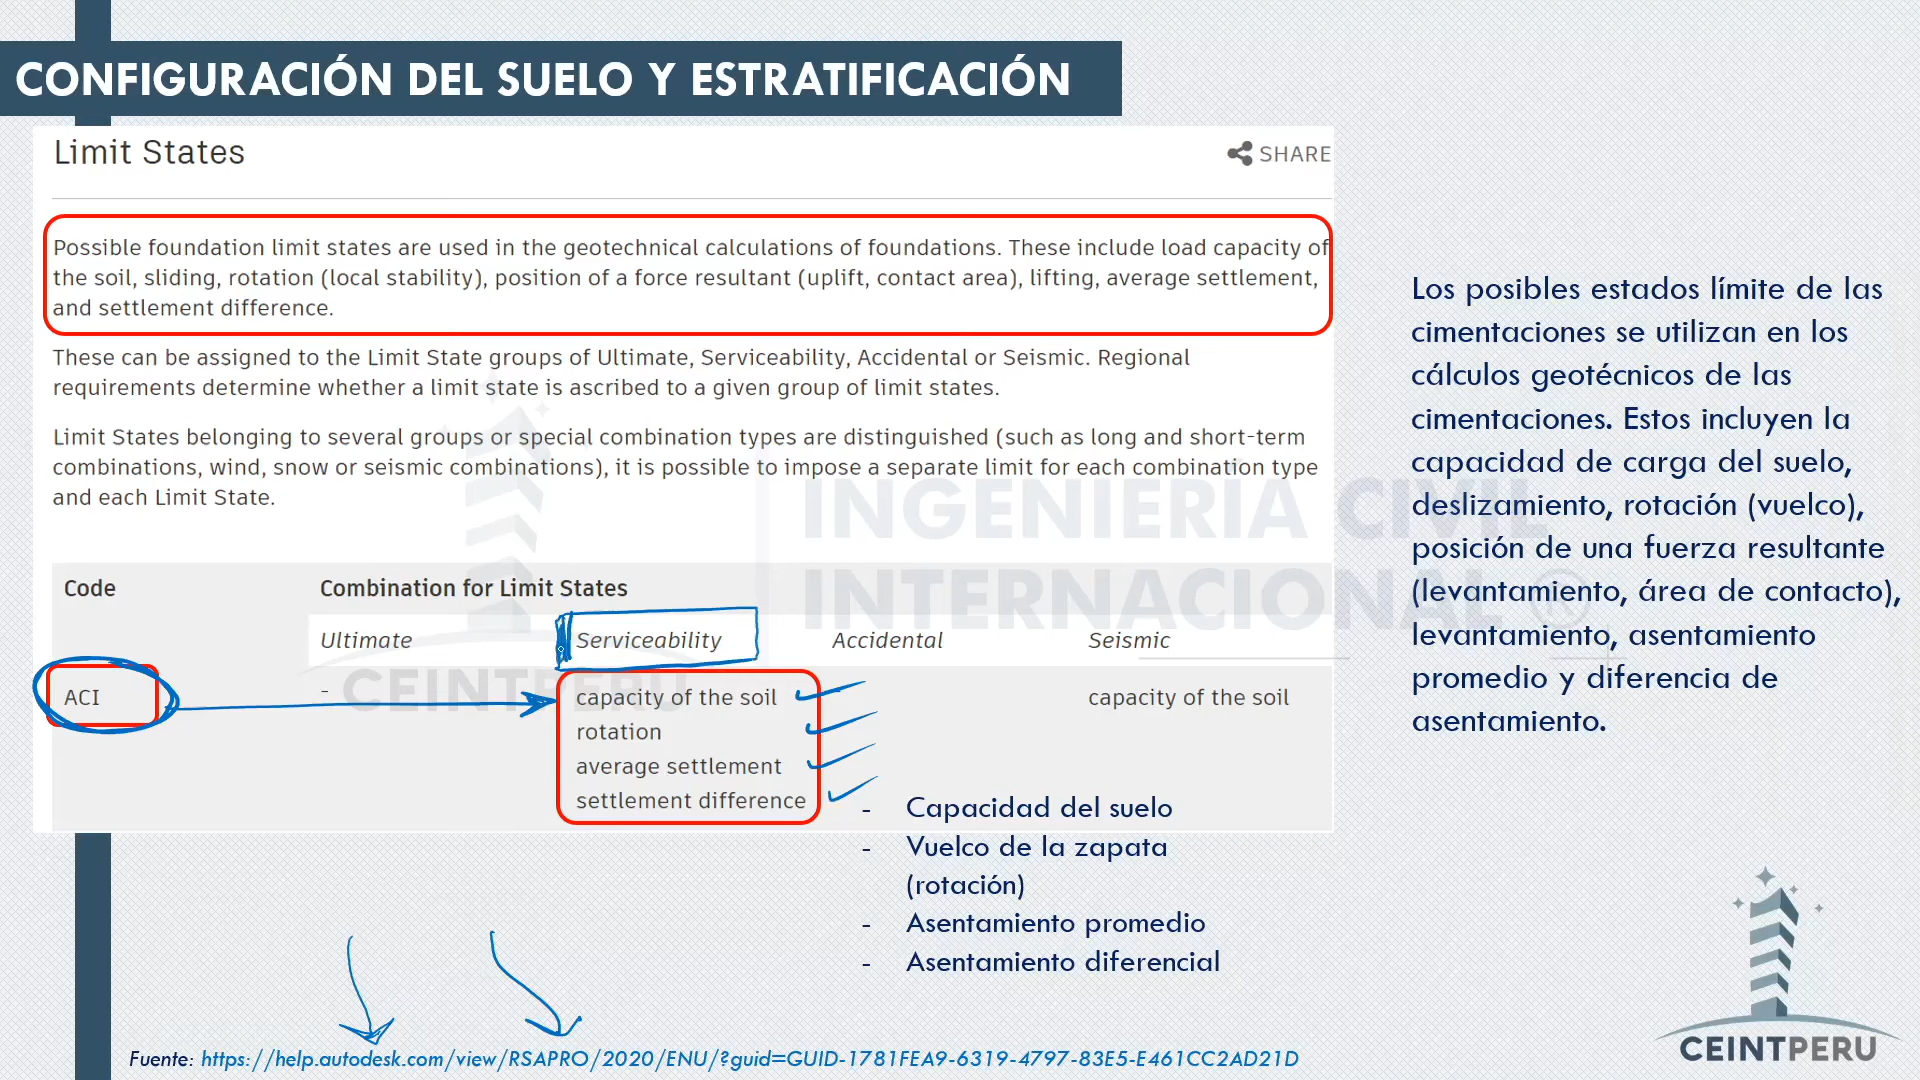 CONFIGURACIÓN DEL SUELO Y ESTRATIFICACIÓN
Limit States
SHARE
Possible foundation limit states are used in the geotechnical calculations of foundations. These include load capacity of
the soil, sliding, rotation (local stability), position of a force resultant (uplift, contact area), lifting, average settlement,
and settlement difference.
These can be assigned to the Limit State groups of Ultimate, Serviceability, Accidental or Seismic. Regional
requirements determine whether a limit state is ascribed to a given group of limit states.
Limit States belonging to several groups or special combination types are distinguished (such as long and short-term
combinations, wind, snow or seismic combinations), it is possible to impose a separate limit for each combination type
and each Limit State.
INGENIERÍA CIVIL
INTERNACIONAL ®
CEINTPERU
Code Combination for Limit States
Ultimate Serviceability Accidental Seismic
ACI - capacity of the soil capacity of the soil
rotation
average settlement
settlement difference
- Capacidad del suelo
- Vuelco de la zapata
(rotación)
- Asentamiento promedio
- Asentamiento diferencial
Los posibles estados límite de las
cimentaciones se utilizan en los
cálculos geotécnicos de las
cimentaciones. Estos incluyen la
capacidad de carga del suelo,
deslizamiento, rotación (vuelco),
posición de una fuerza resultante
(levantamiento, área de contacto),
levantamiento, asentamiento
promedio y diferencia de
asentamiento.
Fuente: https://help.autodesk.com/view/RSAPRO/2020/ENU/?guid=GUID-1781FEA9-6319-4797-83E5-E461CC2AD21D
CEINTPERU